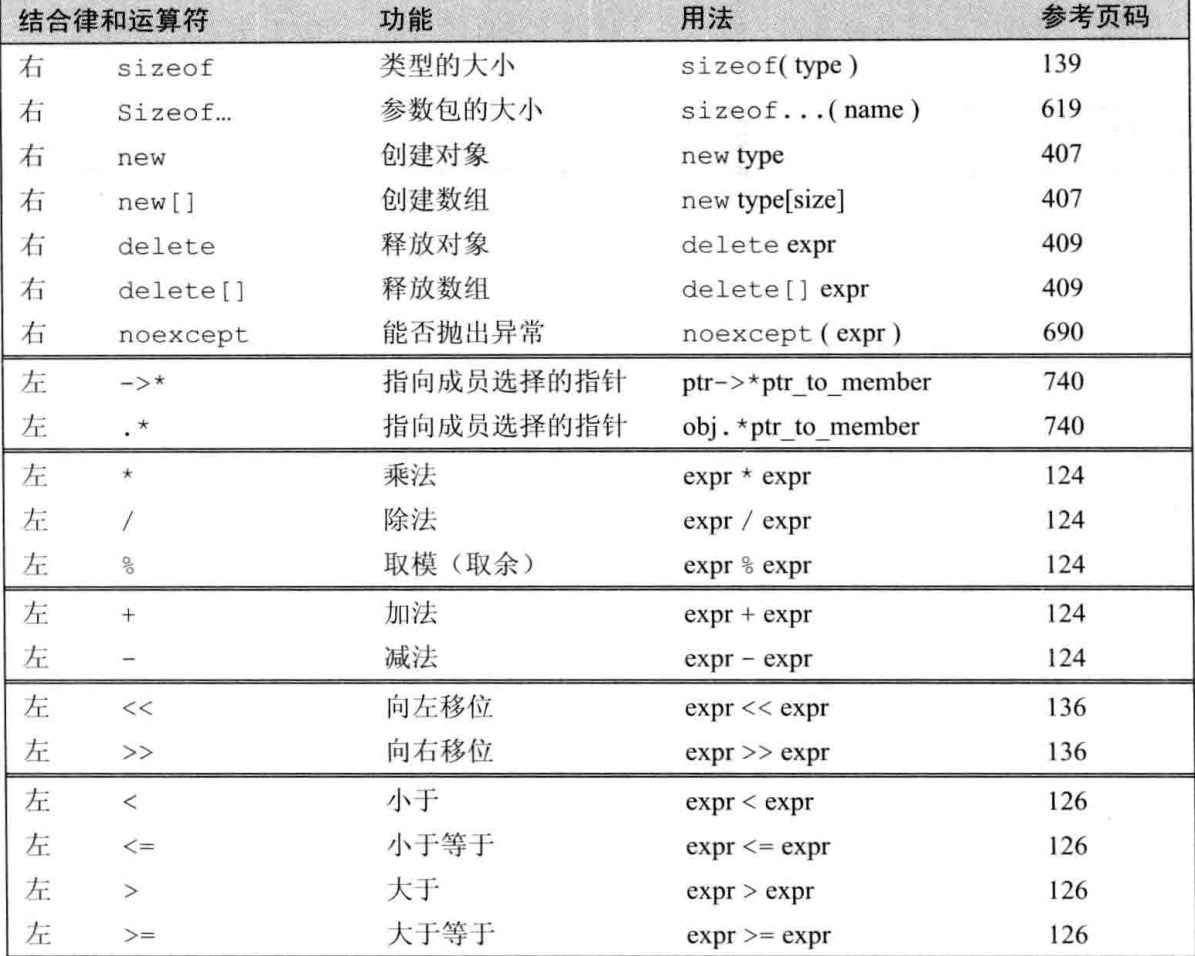 结合律和运算符 功能 用法 参考页码
右 sizeof 类型的大小 sizeof( type ) 139
右 Sizeof… 参数包的大小 sizeof...( name ) 619
右 new 创建对象 new type 407
右 new[] 创建数组 new type[size] 407
右 delete 释放对象 delete expr 409
右 delete[] 释放数组 delete[] expr 409
右 noexcept 能否抛出异常 noexcept ( expr ) 690
左 ->* 指向成员选择的指针 ptr->*ptr_to_member 740
左 .* 指向成员选择的指针 obj.*ptr_to_member 740
左 * 乘法 expr * expr 124
左 / 除法 expr / expr 124
左 % 取模（取余） expr % expr 124
左 + 加法 expr + expr 124
左 - 减法 expr - expr 124
左 << 向左移位 expr << expr 136
左 >> 向右移位 expr >> expr 136
左 < 小于 expr < expr 126
左 <= 小于等于 expr <= expr 126
左 > 大于 expr > expr 126
左 >= 大于等于 expr >= expr 126